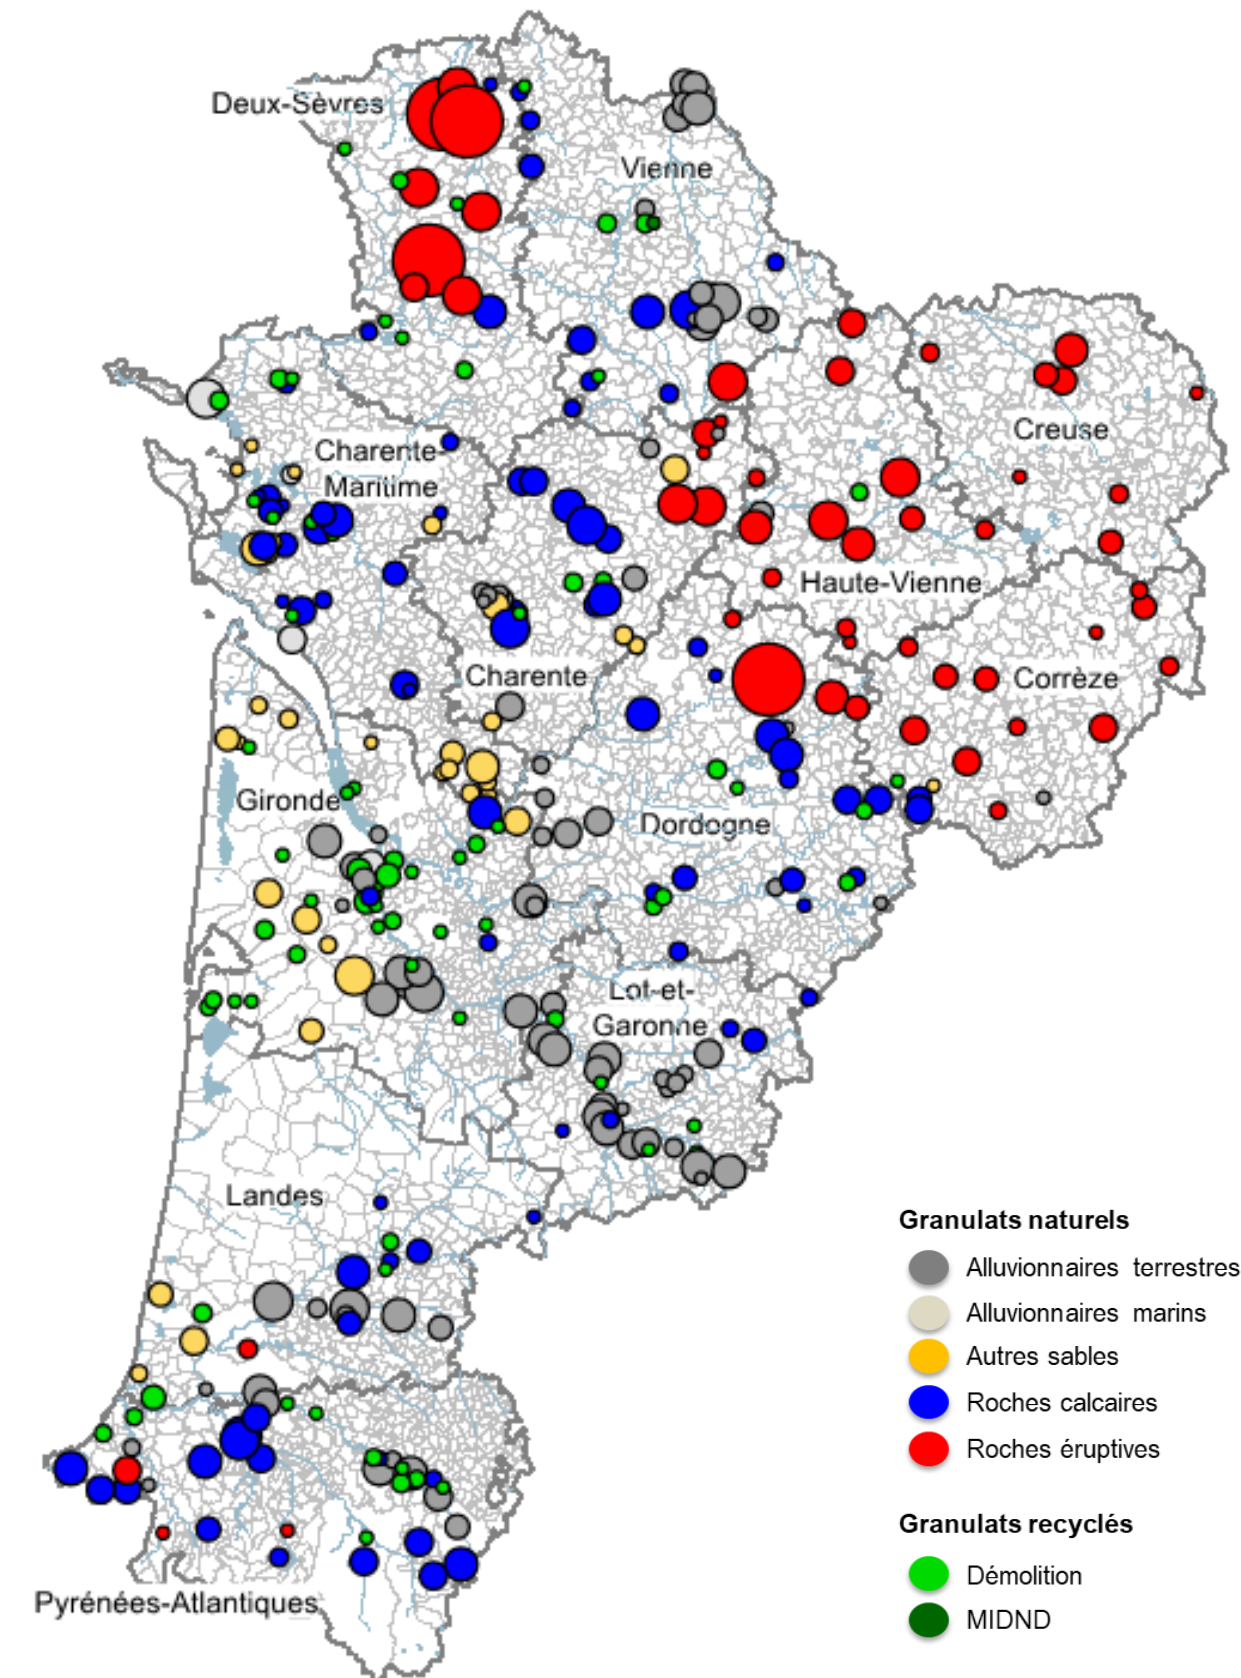 Deux-Sèvres
Vienne
Charente-
Maritime
Creuse
Haute-Vienne
Charente
Corrèze
Gironde
Dordogne
Lot-et-
Garonne
Landes
Pyrénées-Atlantiques
Granulats naturels
Alluvionnaires terrestres
Alluvionnaires marins
Autres sables
Roches calcaires
Roches éruptives
Granulats recyclés
Démolition
MIDND